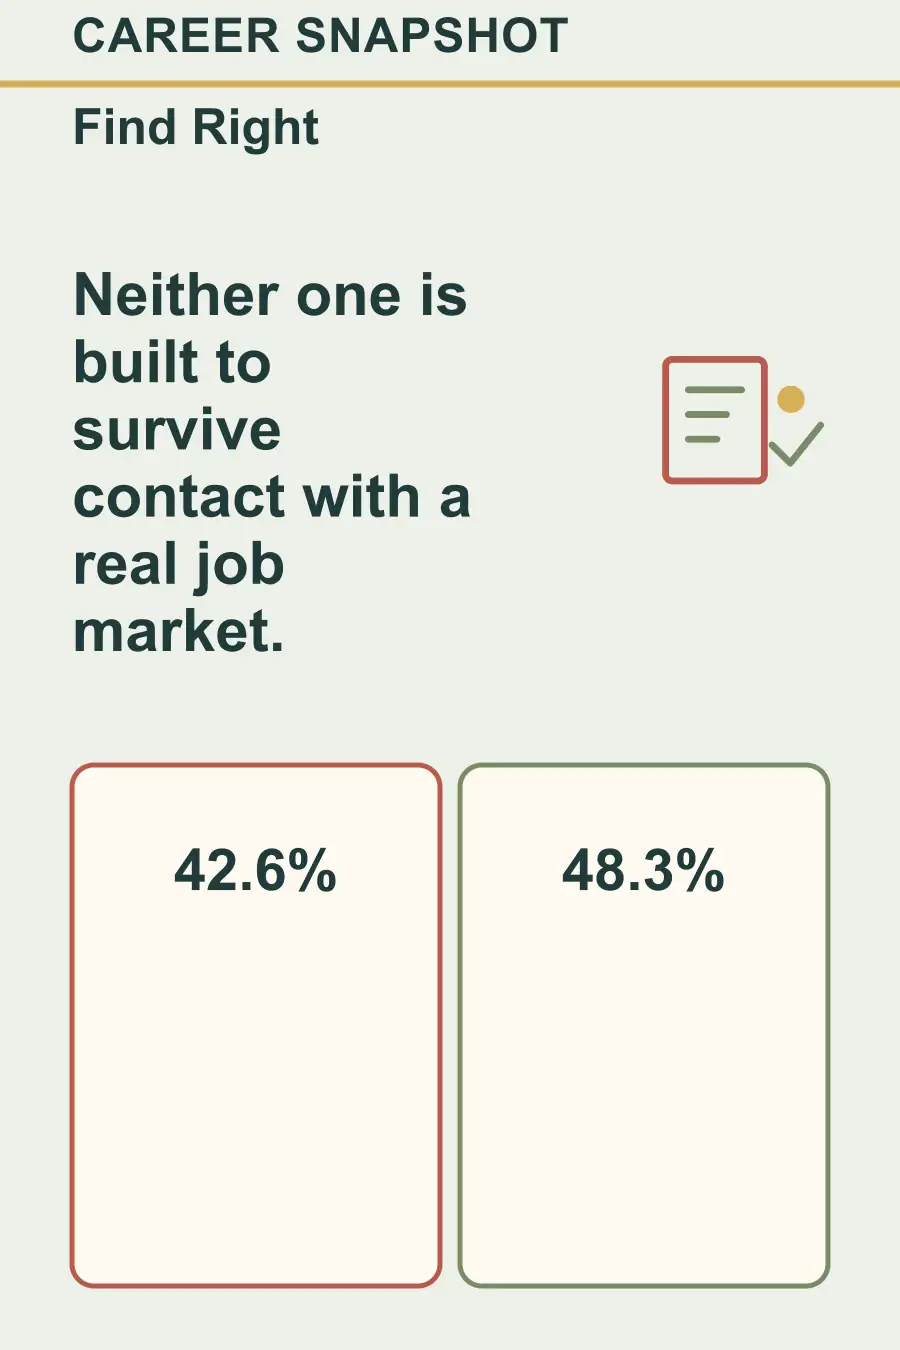 CAREER SNAPSHOT
Find Right
Neither one is
built to
survive
contact with a
real job
market.
42.6%
48.3%